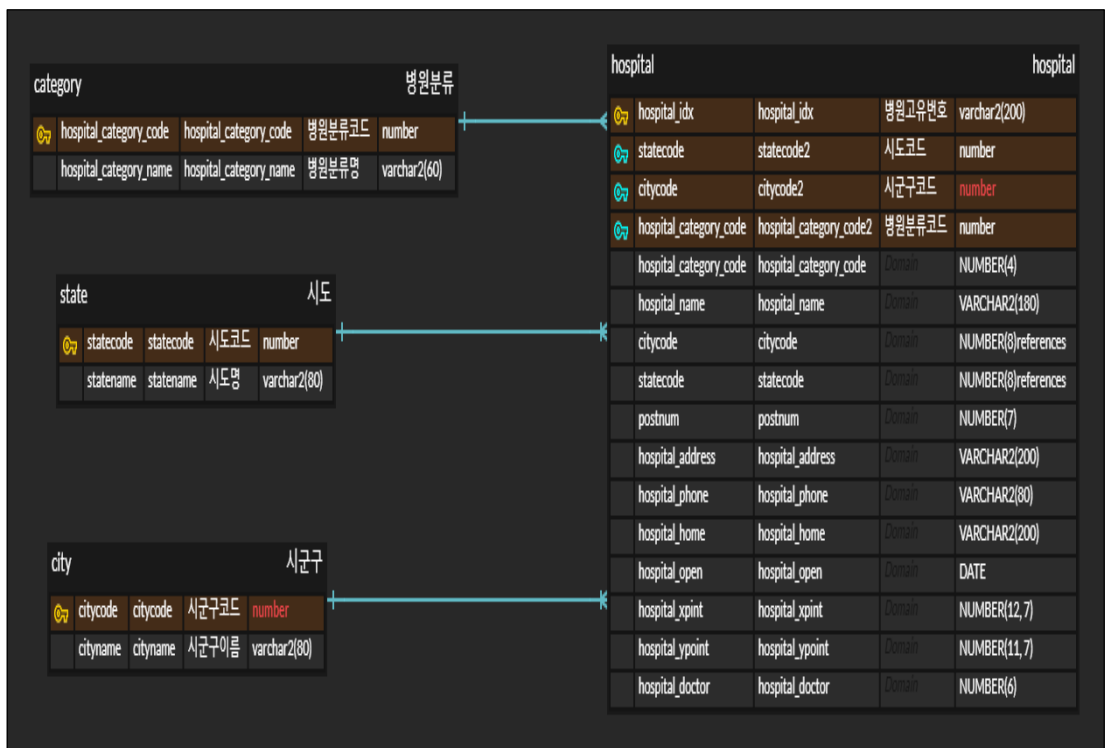 category 병원분류
hospital_category_code hospital_category_code 병원분류코드 number
hospital_category_name hospital_category_name 병원분류명 varchar2(60)
state 시도
statecode statecode 시도코드 number
statename statename 시도명 varchar2(80)
city 시군구
citycode citycode 시군구코드 number
cityname cityname 시군구이름 varchar2(80)
hospital hospital
hospital_idx hospital_idx 병원고유번호 varchar2(200)
statecode statecode2 시도코드 number
citycode citycode2 시군구코드 number
hospital_category_code hospital_category_code2 병원분류코드 number
hospital_category_code hospital_category_code Domain NUMBER(4)
hospital_name hospital_name Domain VARCHAR2(180)
citycode citycode Domain NUMBER(8)references
statecode statecode Domain NUMBER(8)references
postnum postnum Domain NUMBER(7)
hospital_address hospital_address Domain VARCHAR2(200)
hospital_phone hospital_phone Domain VARCHAR2(80)
hospital_home hospital_home Domain VARCHAR2(200)
hospital_open hospital_open Domain DATE
hospital_xpint hospital_xpint Domain NUMBER(12,7)
hospital_ypoint hospital_ypoint Domain NUMBER(11,7)
hospital_doctor hospital_doctor Domain NUMBER(6)